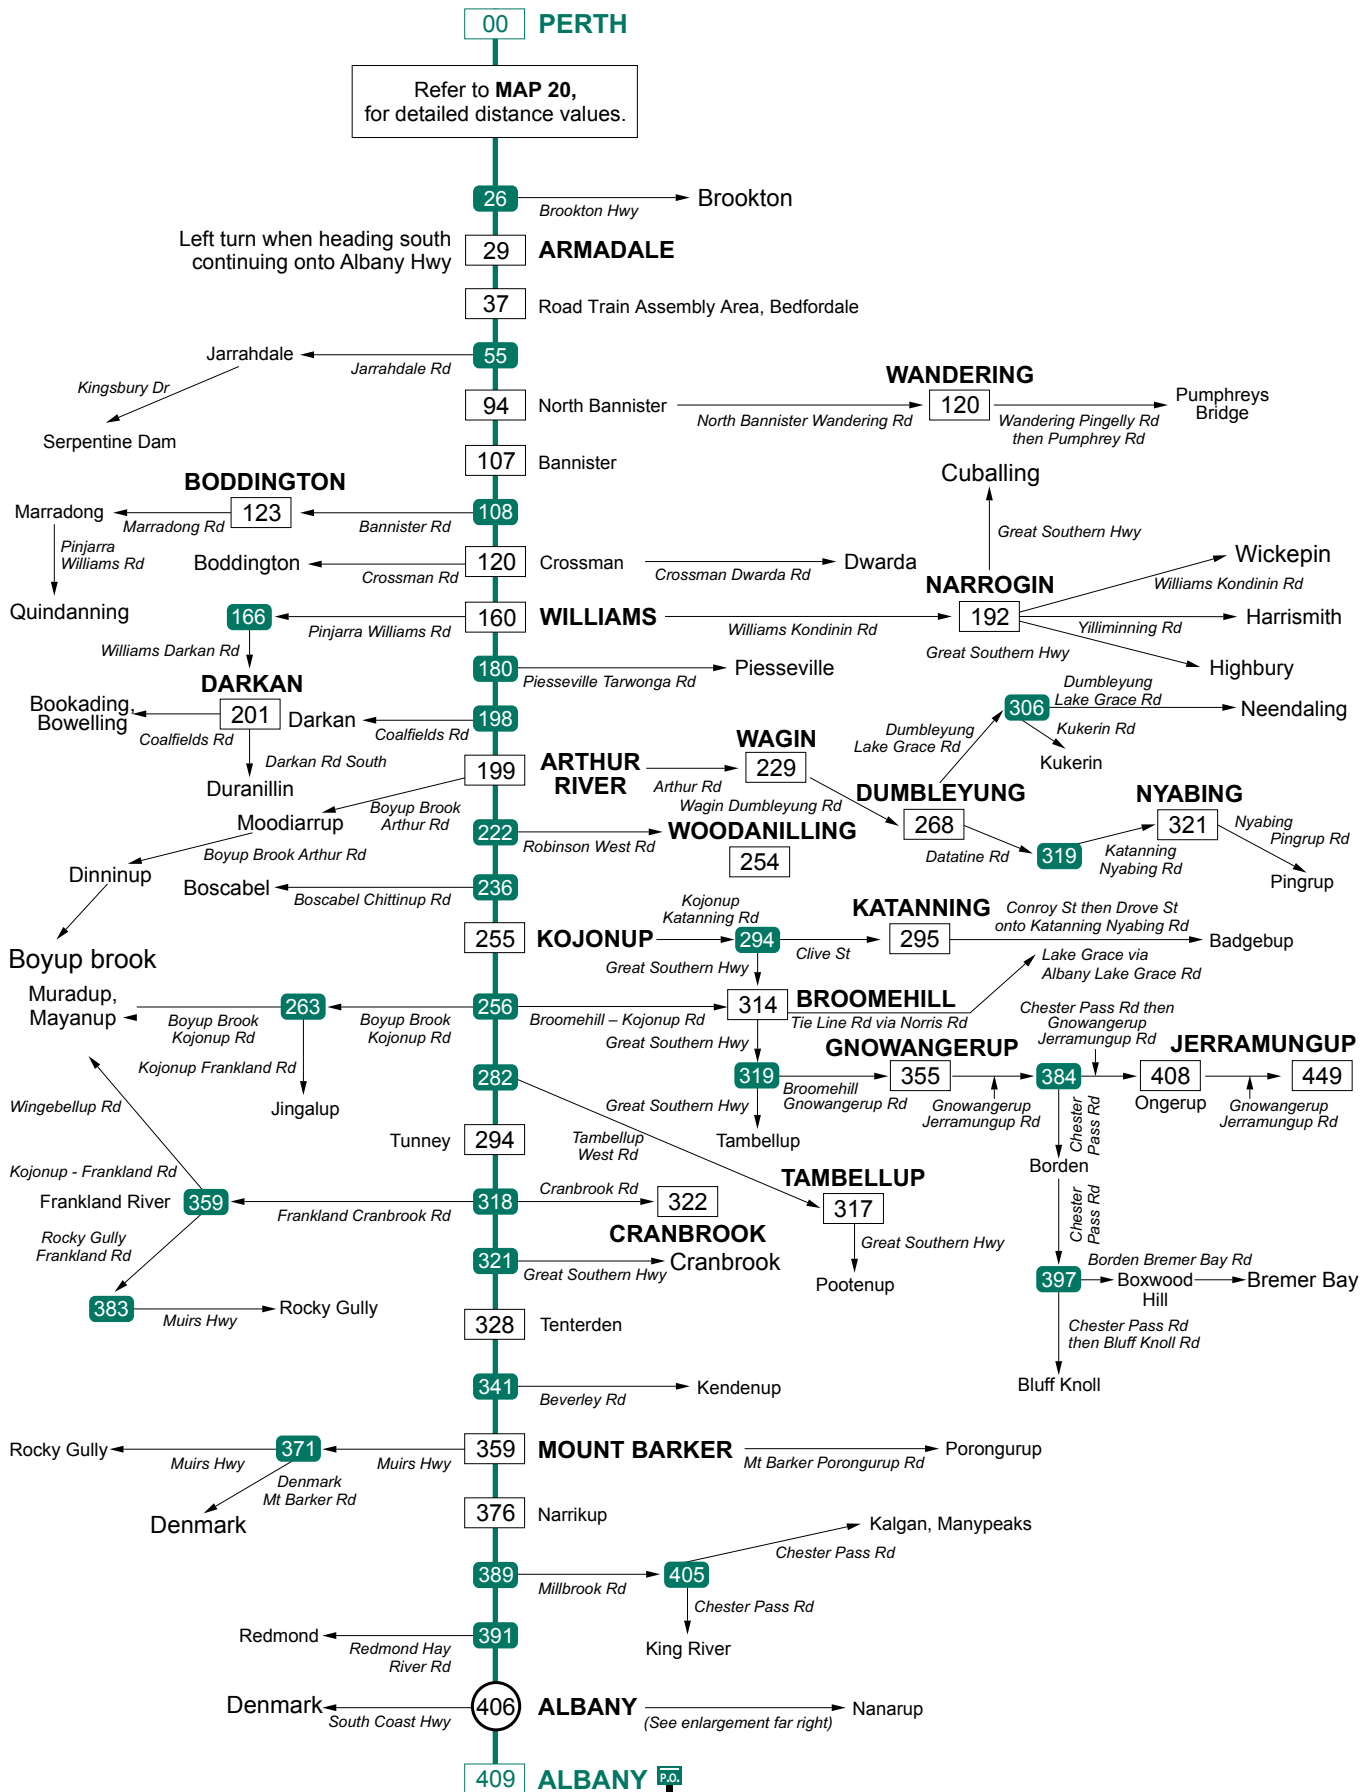 00 PERTH
Refer to MAP 20,
for detailed distance values.
26
Brookton Hwy
Brookton
Left turn when heading south
continuing onto Albany Hwy
29
ARMADALE
37
Road Train Assembly Area, Bedfordale
Jarrahdale
Jarrahdale Rd
55
Kingsbury Dr
Serpentine Dam
94
North Bannister
North Bannister Wandering Rd
WANDERING
120
Wandering Pingelly Rd
then Pumphrey Rd
Pumphreys
Bridge
107
Bannister
BODDINGTON
Marradong
Marradong Rd
123
Bannister Rd
108
Pinjarra
Williams Rd
Quindanning
Boddington
Crossman Rd
120
Crossman
Crossman Dwarda Rd
Dwarda
Cuballing
Great Southern Hwy
Wickepin
Williams Kondinin Rd
166
Pinjarra Williams Rd
160
WILLIAMS
Williams Kondinin Rd
NARROGIN
192
Yilliminning Rd
Harrismith
Great Southern Hwy
Highbury
Williams Darkan Rd
180
Piesseville Tarwonga Rd
Piesseville
DARKAN
Bookading,
Bowelling
201
Coalfields Rd
Darkan
Coalfields Rd
198
Darkan Rd South
Duranillin
Dumbleyung
Lake Grace Rd
306
Dumbleyung
Lake Grace Rd
Neendaling
Kukerin Rd
Kukerin
199
ARTHUR
RIVER
Arthur Rd
WAGIN
229
Wagin Dumbleyung Rd
DUMBLEYUNG
268
Datatine Rd
319
Katanning
Nyabing Rd
NYABING
321
Nyabing
Pingrup Rd
Pingrup
Boyup Brook
Arthur Rd
Moodiarrup
Boyup Brook Arthur Rd
Dinninup
Boyup brook
222
Robinson West Rd
WOODANILLING
254
Boscabel
Boscabel Chittinup Rd
236
255
KOJONUP
Kojonup
Katanning Rd
294
Clive St
KATANNING
295
Conroy St then Drove St
onto Katanning Nyabing Rd
Badgebup
Great Southern Hwy
Lake Grace via
Albany Lake Grace Rd
Muradup,
Mayanup
263
Boyup Brook
Kojonup Rd
Boyup Brook
Kojonup Rd
256
Broomehill – Kojonup Rd
314
BROOMEHILL
Tie Line Rd via Norris Rd
Kojonup Frankland Rd
Jingalup
Great Southern Hwy
319
Broomehill
Gnowangerup Rd
GNOWANGERUP
355
Gnowangerup
Jerramungup Rd
384
Chester Pass Rd then
Gnowangerup
Jerramungup Rd
408
Ongerup
Gnowangerup
Jerramungup Rd
JERRAMUNGUP
449
282
Great Southern Hwy
Tambellup
Chester
Pass Rd
Borden
Wingebellup Rd
Tunney
294
Tambellup
West Rd
TAMBELLUP
317
Great Southern Hwy
Pootenup
Chester
Pass Rd
Kojonup - Frankland Rd
Frankland River
359
Frankland Cranbrook Rd
318
Cranbrook Rd
322
CRANBROOK
Rocky Gully
Frankland Rd
321
Great Southern Hwy
Cranbrook
397
Borden Bremer Bay Rd
Boxwood
Hill
Bremer Bay
383
Muirs Hwy
Rocky Gully
328
Tenterden
Chester Pass Rd
then Bluff Knoll Rd
Bluff Knoll
341
Beverley Rd
Kendenup
Rocky Gully
Muirs Hwy
371
Muirs Hwy
359
MOUNT BARKER
Mt Barker Porongurup Rd
Porongurup
Denmark
Mt Barker Rd
Denmark
376
Narrikup
389
Millbrook Rd
405
Chester Pass Rd
Kalgan, Manypeaks
Chester Pass Rd
King River
Redmond
Redmond Hay
River Rd
391
Denmark
South Coast Hwy
406
ALBANY
(See enlargement far right)
Nanarup
409 ALBANY P.O.